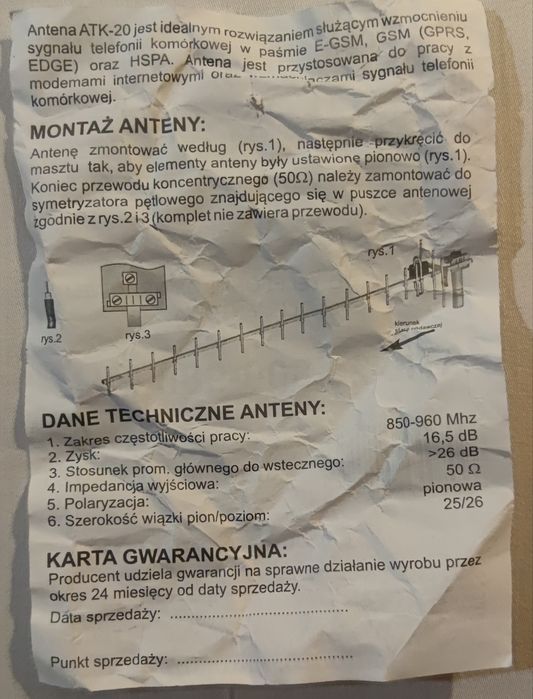 Antena ATK-20 jest idealnym rozwiązaniem służącym wzmocnieniu
sygnału telefonii komórkowej w paśmie E-GSM, GSM (GPRS,
EDGE) oraz HSPA. Antena jest przystosowana do pracy z
modemami internetowymi oraz sygnału telefonii
komórkowej.
MONTAŻ ANTENY:
Antenę zmontować według (rys.1), następnie przykręcić do
masztu tak, aby elementy anteny były ustawione pionowo (rys.1).
Koniec przewodu koncentrycznego (50Ω) należy zamontować do
symetryzatora pętlowego znajdującego się w puszce antenowej
zgodnie z rys.2 i 3 (komplet nie zawiera przewodu).
rys.1
rys.2
rys.3
kierunek
stacji nadawczej
DANE TECHNICZNE ANTENY:
1. Zakres częstotliwości pracy: 850-960 Mhz
2. Zysk: 16,5 dB
3. Stosunek prom. głównego do wstecznego: >26 dB
4. Impedancja wyjściowa: 50 Ω
5. Polaryzacja: pionowa
6. Szerokość wiązki pion/poziom: 25/26
KARTA GWARANCYJNA:
Producent udziela gwarancji na sprawne działanie wyrobu przez
okres 24 miesięcy od daty sprzedaży.
Data sprzedaży: ........................................
Punkt sprzedaży: ........................................